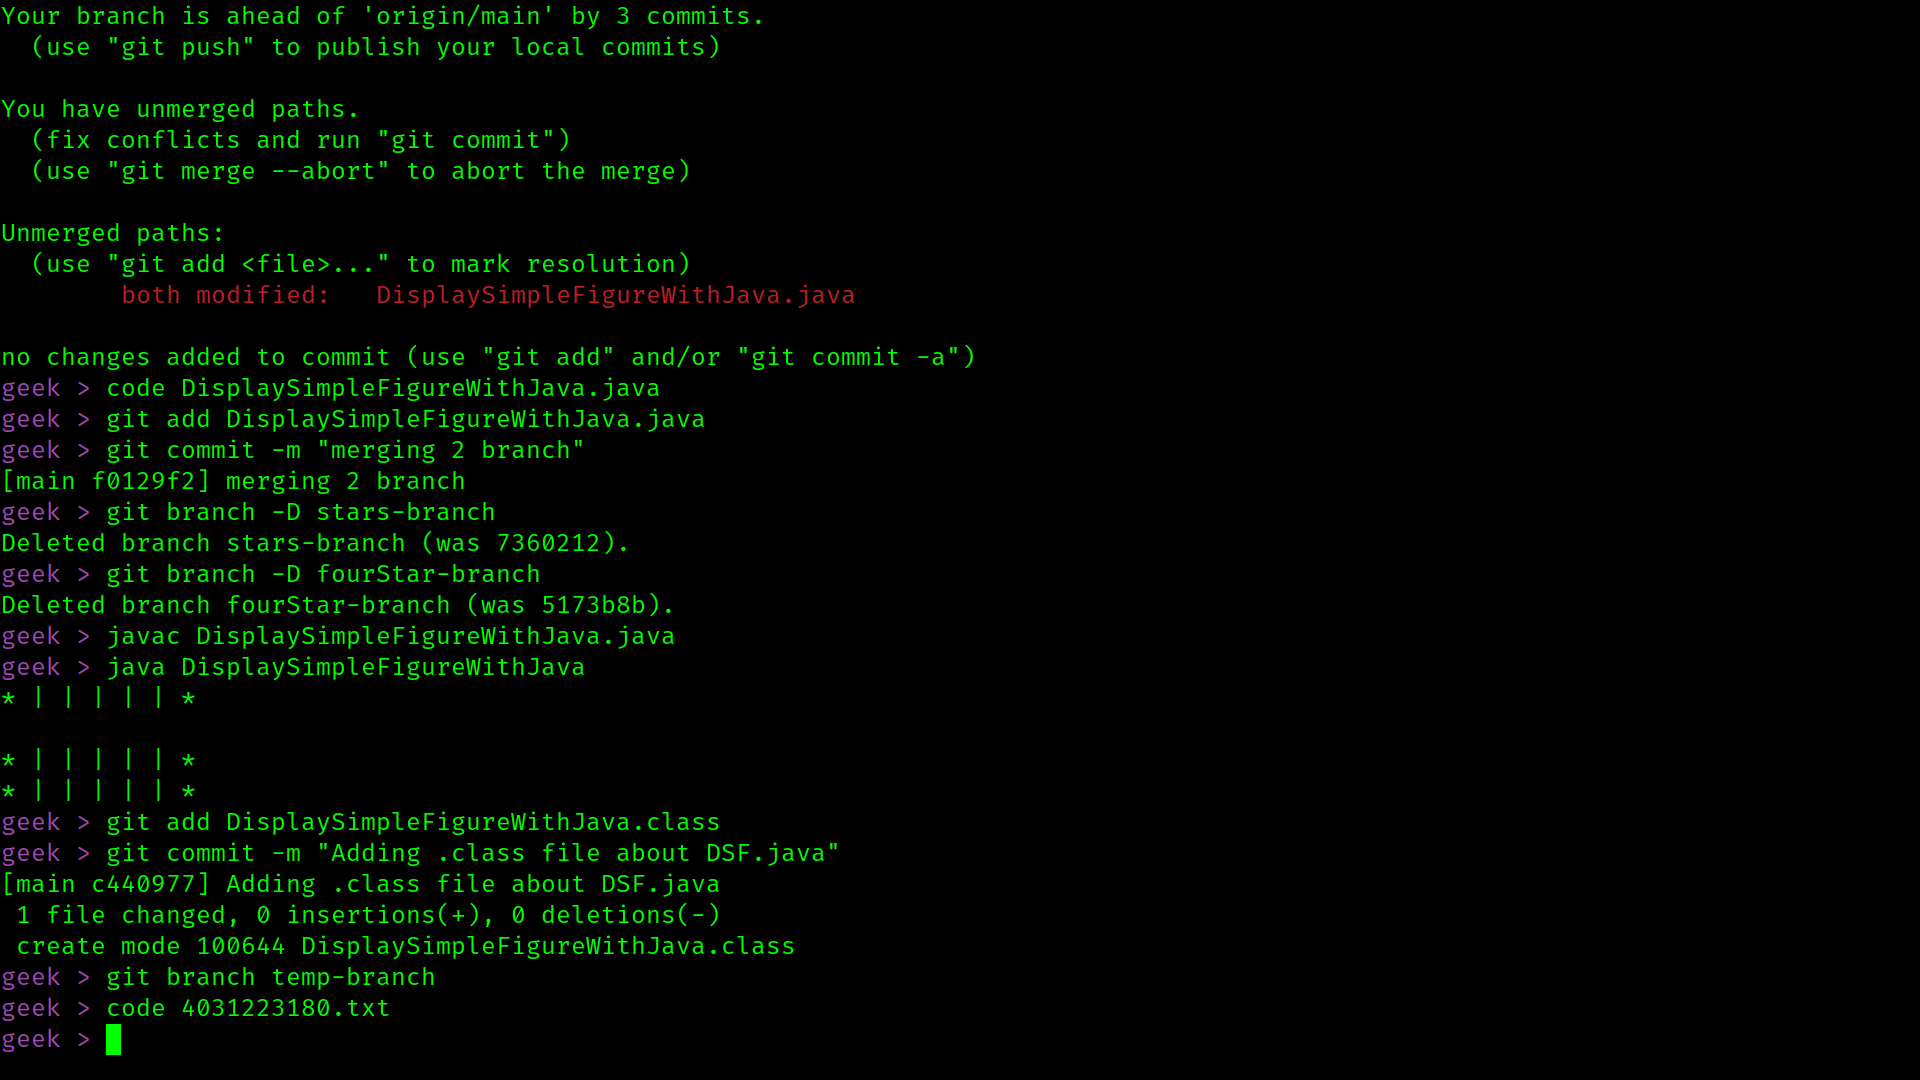 Your branch is ahead of 'origin/main' by 3 commits.
  (use "git push" to publish your local commits)

You have unmerged paths.
  (fix conflicts and run "git commit")
  (use "git merge --abort" to abort the merge)

Unmerged paths:
  (use "git add <file>..." to mark resolution)
        both modified:   DisplaySimpleFigureWithJava.java

no changes added to commit (use "git add" and/or "git commit -a")
geek > code DisplaySimpleFigureWithJava.java
geek > git add DisplaySimpleFigureWithJava.java
geek > git commit -m "merging 2 branch"
[main f0129f2] merging 2 branch
geek > git branch -D stars-branch
Deleted branch stars-branch (was 7360212).
geek > git branch -D fourStar-branch
Deleted branch fourStar-branch (was 5173b8b).
geek > javac DisplaySimpleFigureWithJava.java
geek > java DisplaySimpleFigureWithJava
* | | | | | *

* | | | | | *
* | | | | | *
geek > git add DisplaySimpleFigureWithJava.class
geek > git commit -m "Adding .class file about DSF.java"
[main c440977] Adding .class file about DSF.java
 1 file changed, 0 insertions(+), 0 deletions(-)
 create mode 100644 DisplaySimpleFigureWithJava.class
geek > git branch temp-branch
geek > code 4031223180.txt
geek >